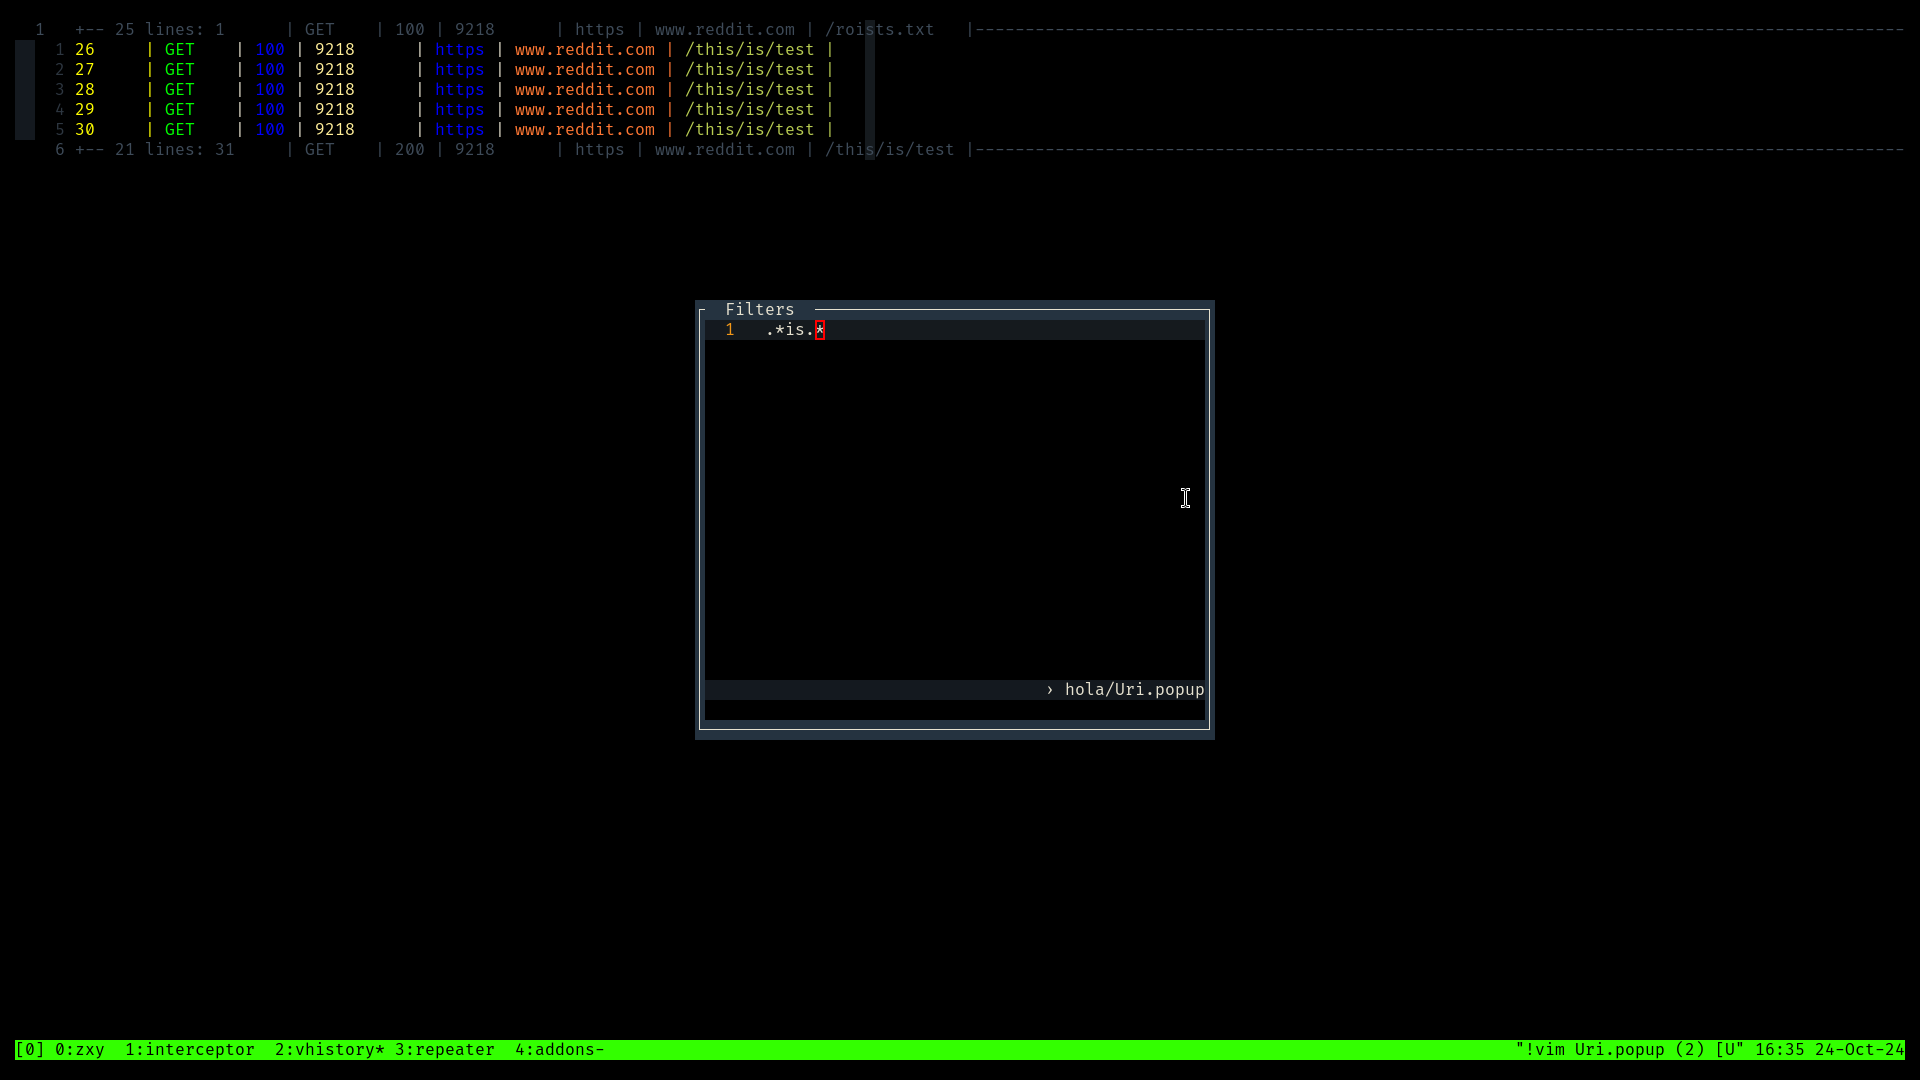 1   +-- 25 lines: 1      | GET    | 100 | 9218      | https | www.reddit.com | /roists.txt   |---------------------------------------------------------------------------------------------
1 26     | GET    | 100 | 9218      | https | www.reddit.com | /this/is/test |
2 27     | GET    | 100 | 9218      | https | www.reddit.com | /this/is/test |
3 28     | GET    | 100 | 9218      | https | www.reddit.com | /this/is/test |
4 29     | GET    | 100 | 9218      | https | www.reddit.com | /this/is/test |
5 30     | GET    | 100 | 9218      | https | www.reddit.com | /this/is/test |
6 +-- 21 lines: 31     | GET    | 200 | 9218      | https | www.reddit.com | /this/is/test |---------------------------------------------------------------------------------------------
Filters
1   .*is.*
› hola/Uri.popup
[0] 0:zxy  1:interceptor  2:vhistory* 3:repeater  4:addons-  "!vim Uri.popup (2) [U" 16:35 24-Oct-24